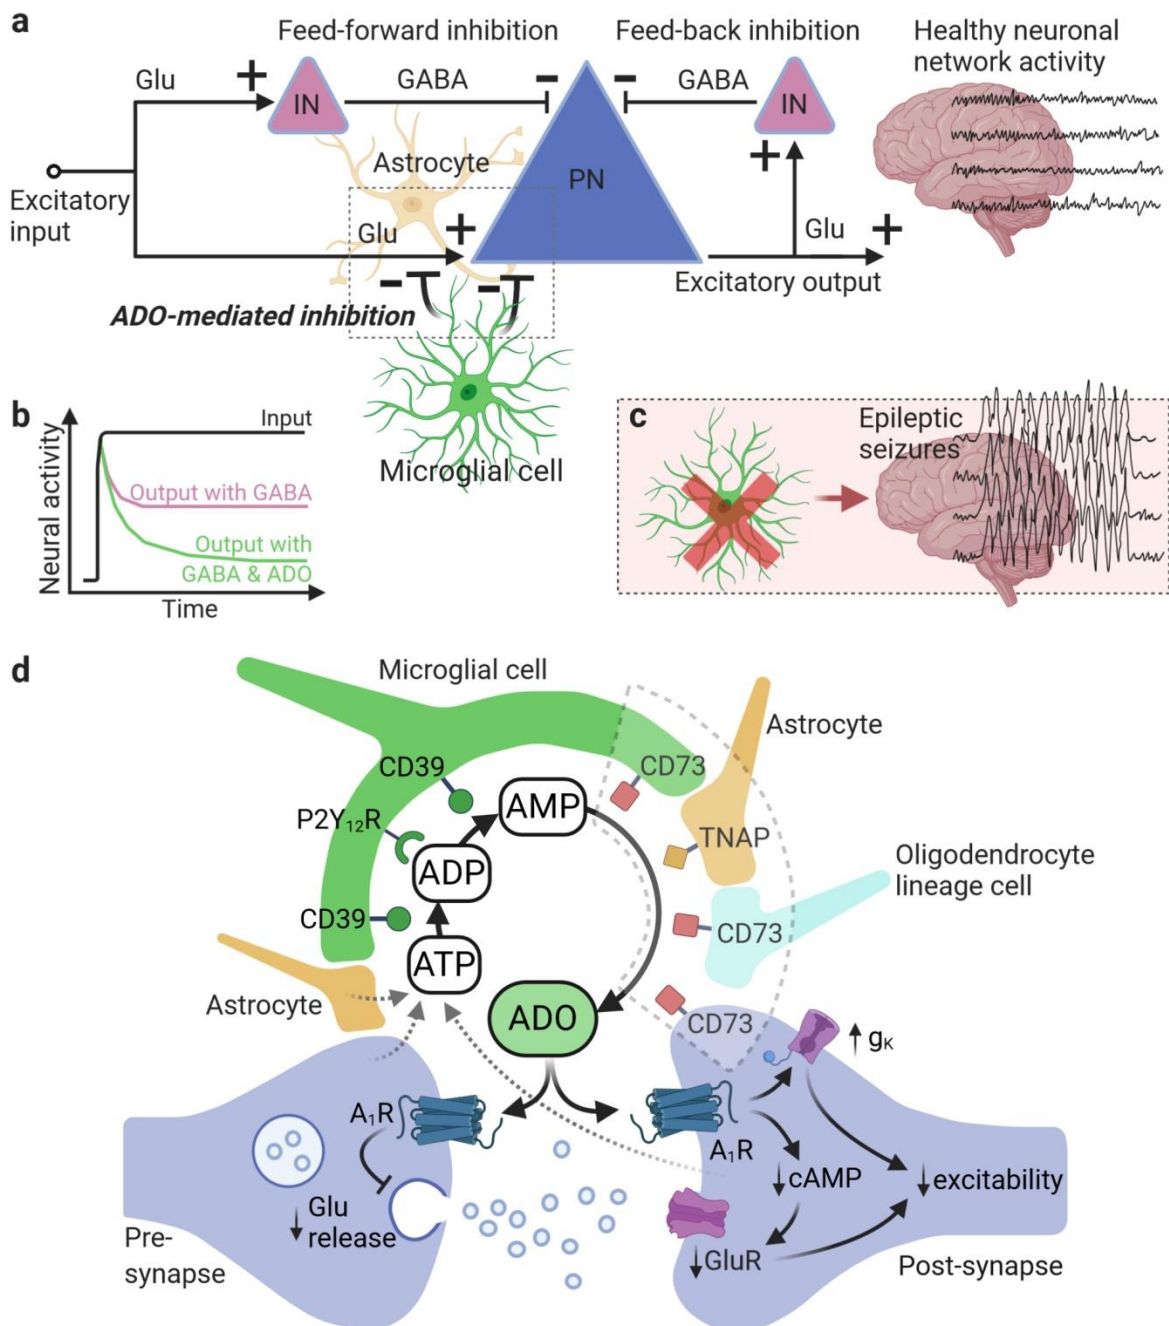 a
Feed-forward inhibition
Feed-back inhibition
Healthy neuronal
network activity
Glu
+
IN
GABA
-
-
GABA
IN
+
Astrocyte
PN
Excitatory
input
Glu
+
Glu
+
Excitatory output
-
-
ADO-mediated inhibition
Microglial cell
b
Neural activity
Input
Output with GABA
Output with
GABA & ADO
Time
c
Epileptic
seizures
d
Microglial cell
Astrocyte
CD39
CD73
AMP
P2Y₁₂R
TNAP
ADP
Oligodendrocyte
lineage cell
CD39
CD73
ATP
Astrocyte
ADO
CD73
↑ gK
A₁R
A₁R
↓cAMP
↓excitability
↓ Glu
release
↓GluR
Pre-
synapse
Post-synapse